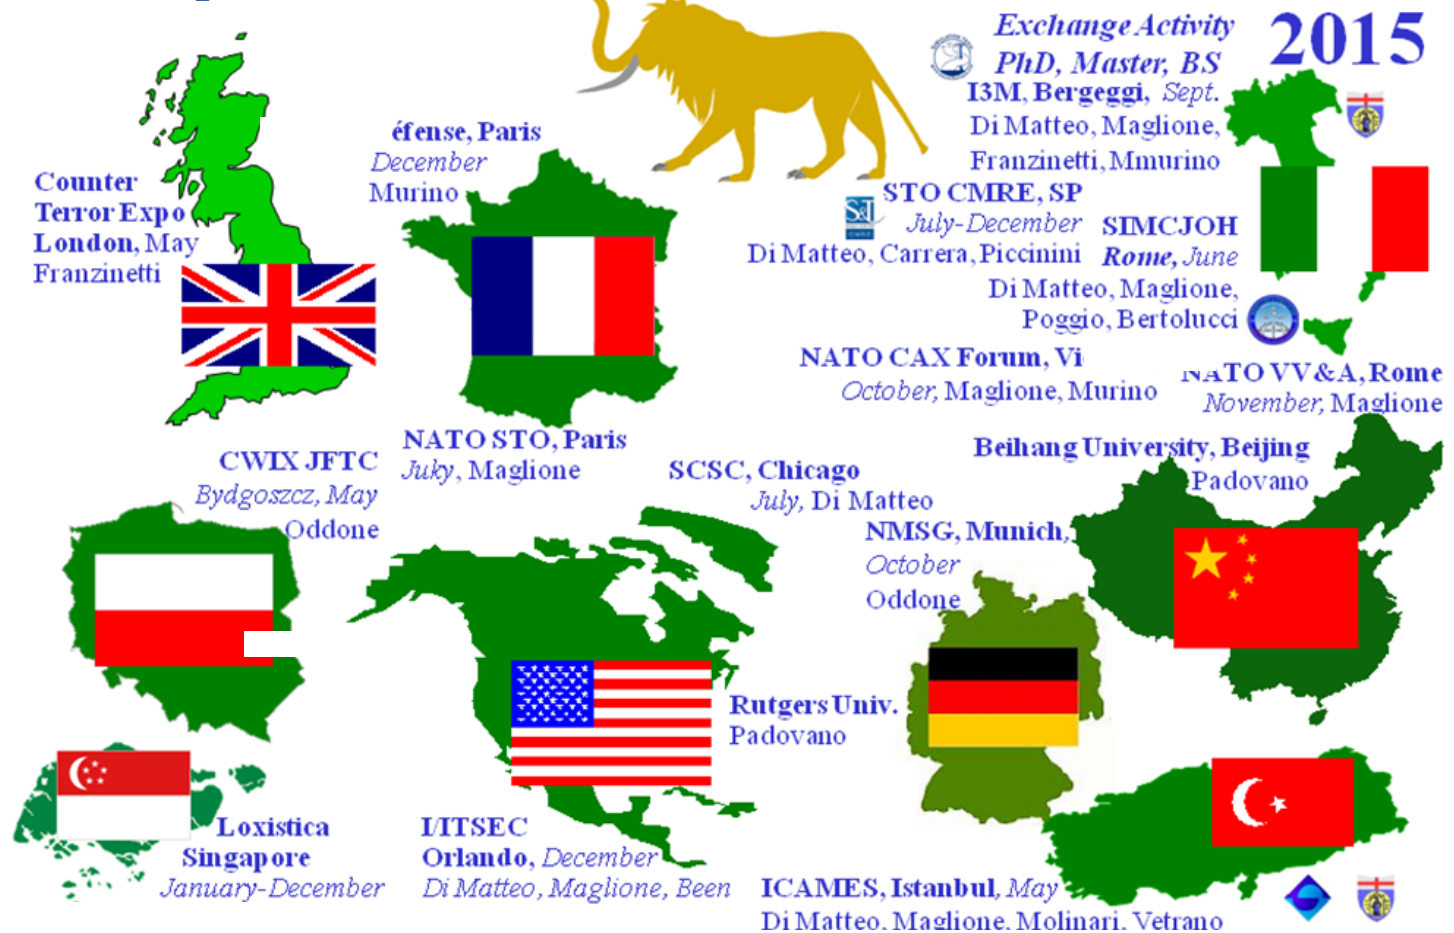 Exchange Activity
2015
PhD, Master, BS
I3M, Bergeggi, Sept.
Di Matteo, Maglione,
Franzinetti, Mmurino
éfense, Paris
December
Murino
Counter
Terror Expo
London, May
Franzinetti
STO CMRE, SP
July-December
Di Matteo, Carrera, Piccinini
S&T
CMRE
SIMCJOH
Rome, June
Di Matteo, Maglione,
Poggio, Bertolucci
NATO CAX Forum, Vi
October, Maglione, Murino
NATO VV&A, Rome
November, Maglione
NATO STO, Paris
Juky, Maglione
CWIX JFTC
Bydgoszcz, May
Oddone
SCSC, Chicago
July, Di Matteo
Beihang University, Beijing
Padovano
NMSG, Munich,
October
Oddone
Rutgers Univ.
Padovano
Loxistica
Singapore
January-December
I/ITSEC
Orlando, December
Di Matteo, Maglione, Been
ICAMES, Istanbul, May
Di Matteo, Maglione, Molinari, Vetrano